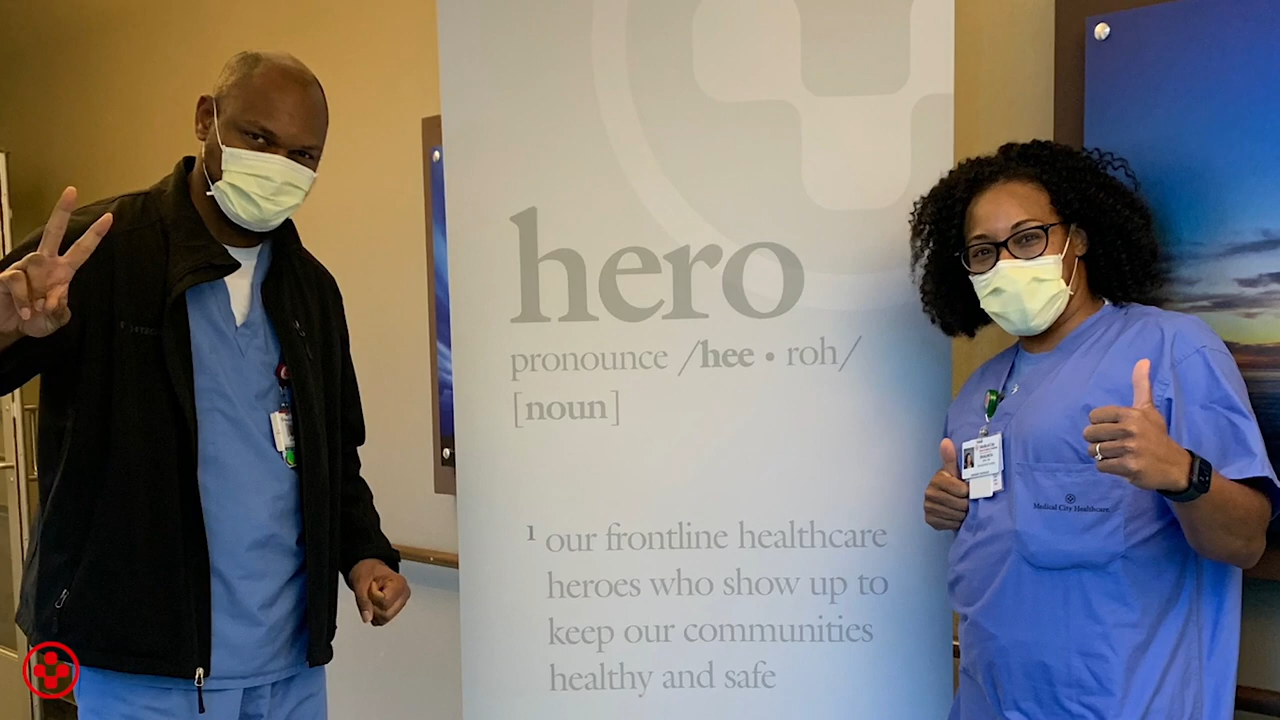 hero
pronounce /hee • roh/
[noun]
1 our frontline healthcare
heroes who show up to
keep our communities
healthy and safe
Medical City Healthcare